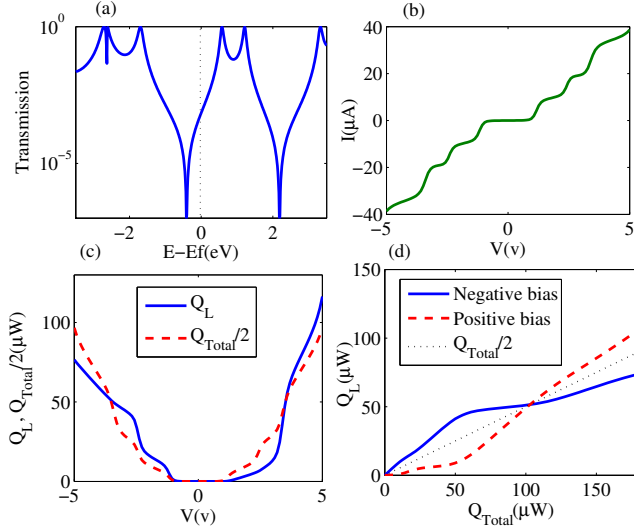 (a)
10^0
10^-5
Transmission
−2 0 2
E−Ef(eV)
(b)
40
20
0
−20
−40
I(μA)
−5 0 5
V(v)
(c)
100
50
0
Q_L , Q_Total/2(μW)
Q_L
Q_Total/2
−5 0 5
V(v)
(d)
150
100
50
0
Q_L(μW)
Negative bias
Positive bias
Q_Total/2
0 50 100 150
Q_Total(μW)